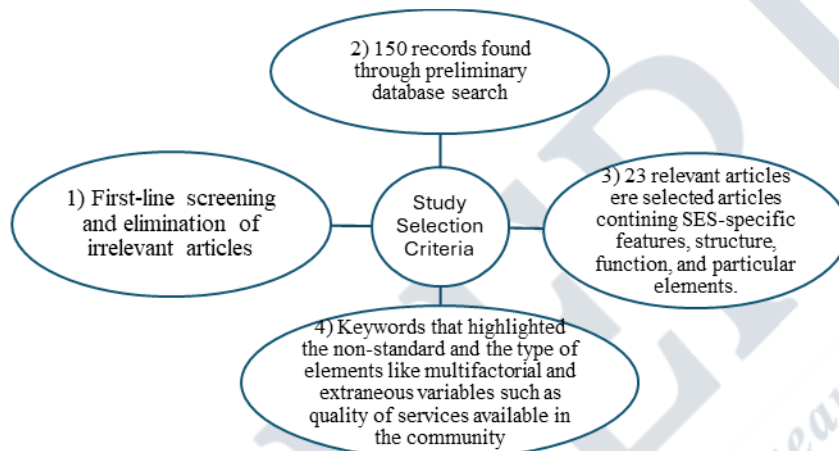 2) 150 records found
through preliminary
database search
1) First-line screening
and elimination of
irrelevant articles
Study
Selection
Criteria
3) 23 relevant articles
ere selected articles
contining SES-specific
features, structure,
function, and particular
elements.
4) Keywords that highlighted
the non-standard and the type of
elements like multifactorial and
extraneous variables such as
quality of services available in
the community